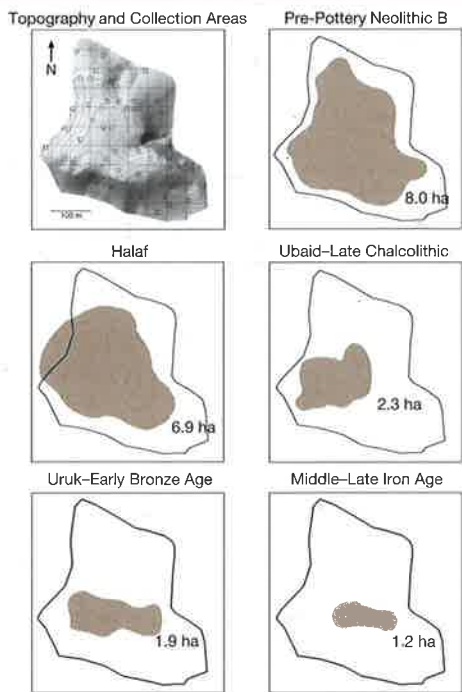 Topography and Collection Areas
Pre-Pottery Neolithic B
N
100 m
8.0 ha
Halaf
Ubaid–Late Chalcolithic
6.9 ha
2.3 ha
Uruk–Early Bronze Age
Middle–Late Iron Age
1.9 ha
1.2 ha